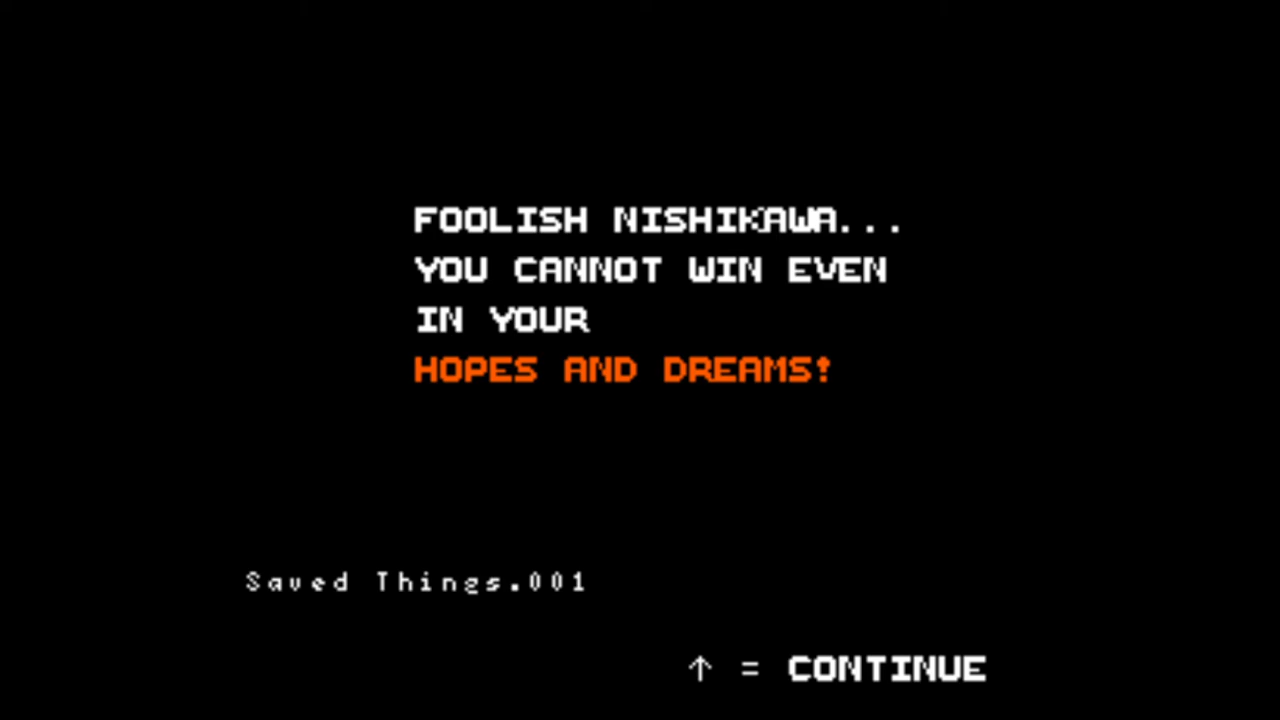 FOOLISH NISHIKAWA...
YOU CANNOT WIN EVEN
IN YOUR
HOPES AND DREAMS!
Saved Things.001
↑ = CONTINUE